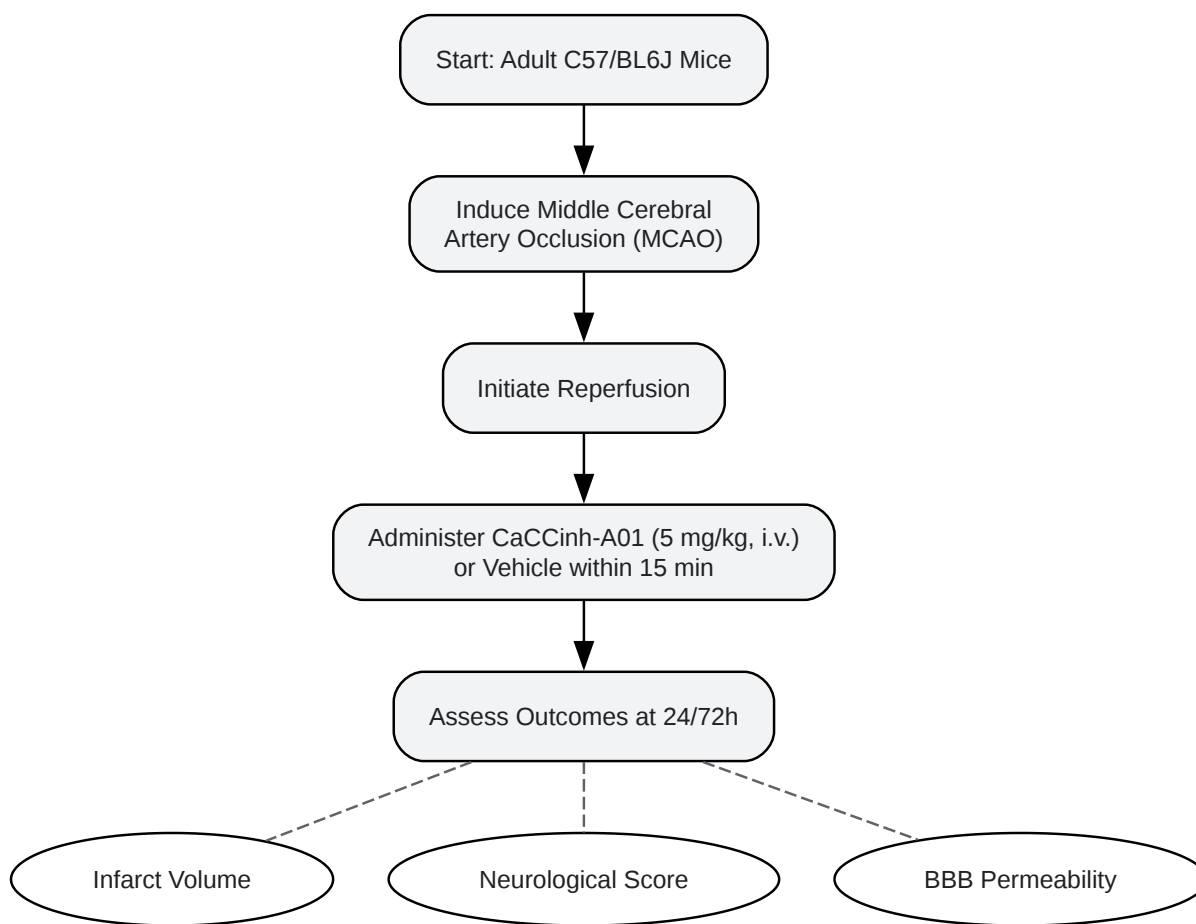 Start: Adult C57/BL6J Mice
Induce Middle Cerebral
Artery Occlusion (MCAO)
Initiate Reperfusion
Administer CaCCinh-A01 (5 mg/kg, i.v.)
or Vehicle within 15 min
Assess Outcomes at 24/72h
Infarct Volume
Neurological Score
BBB Permeability